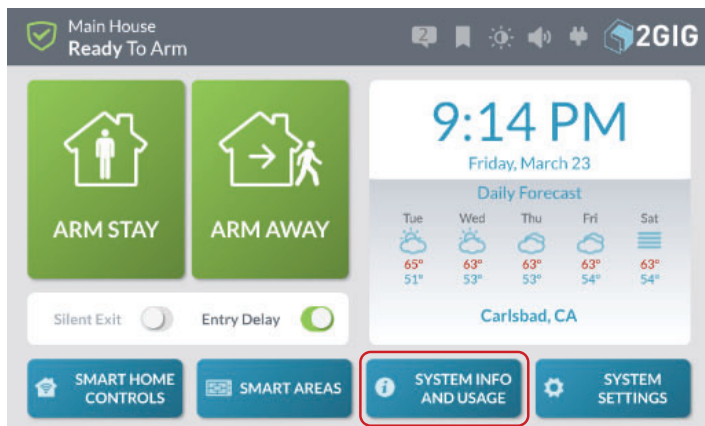 Main House
Ready To Arm
2
2GIG
ARM STAY
ARM AWAY
9:14 PM
Friday, March 23
Daily Forecast
Tue Wed Thu Fri Sat
65° 63° 63° 63° 63°
51° 53° 53° 54° 54°
Carlsbad, CA
Silent Exit
Entry Delay
SMART HOME
CONTROLS
SMART AREAS
SYSTEM INFO
AND USAGE
SYSTEM
SETTINGS